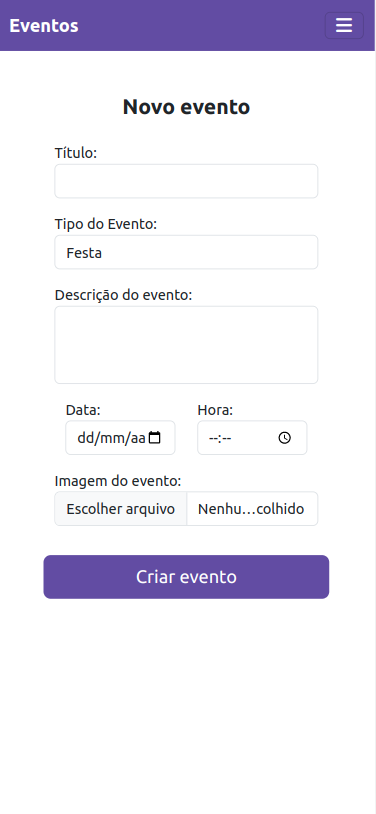 Eventos
Novo evento
Título:
Tipo do Evento:
Festa
Descrição do evento:
Data: Hora:
dd/mm/aa --:--
Imagem do evento:
Escolher arquivo Nenhu…colhido
Criar evento